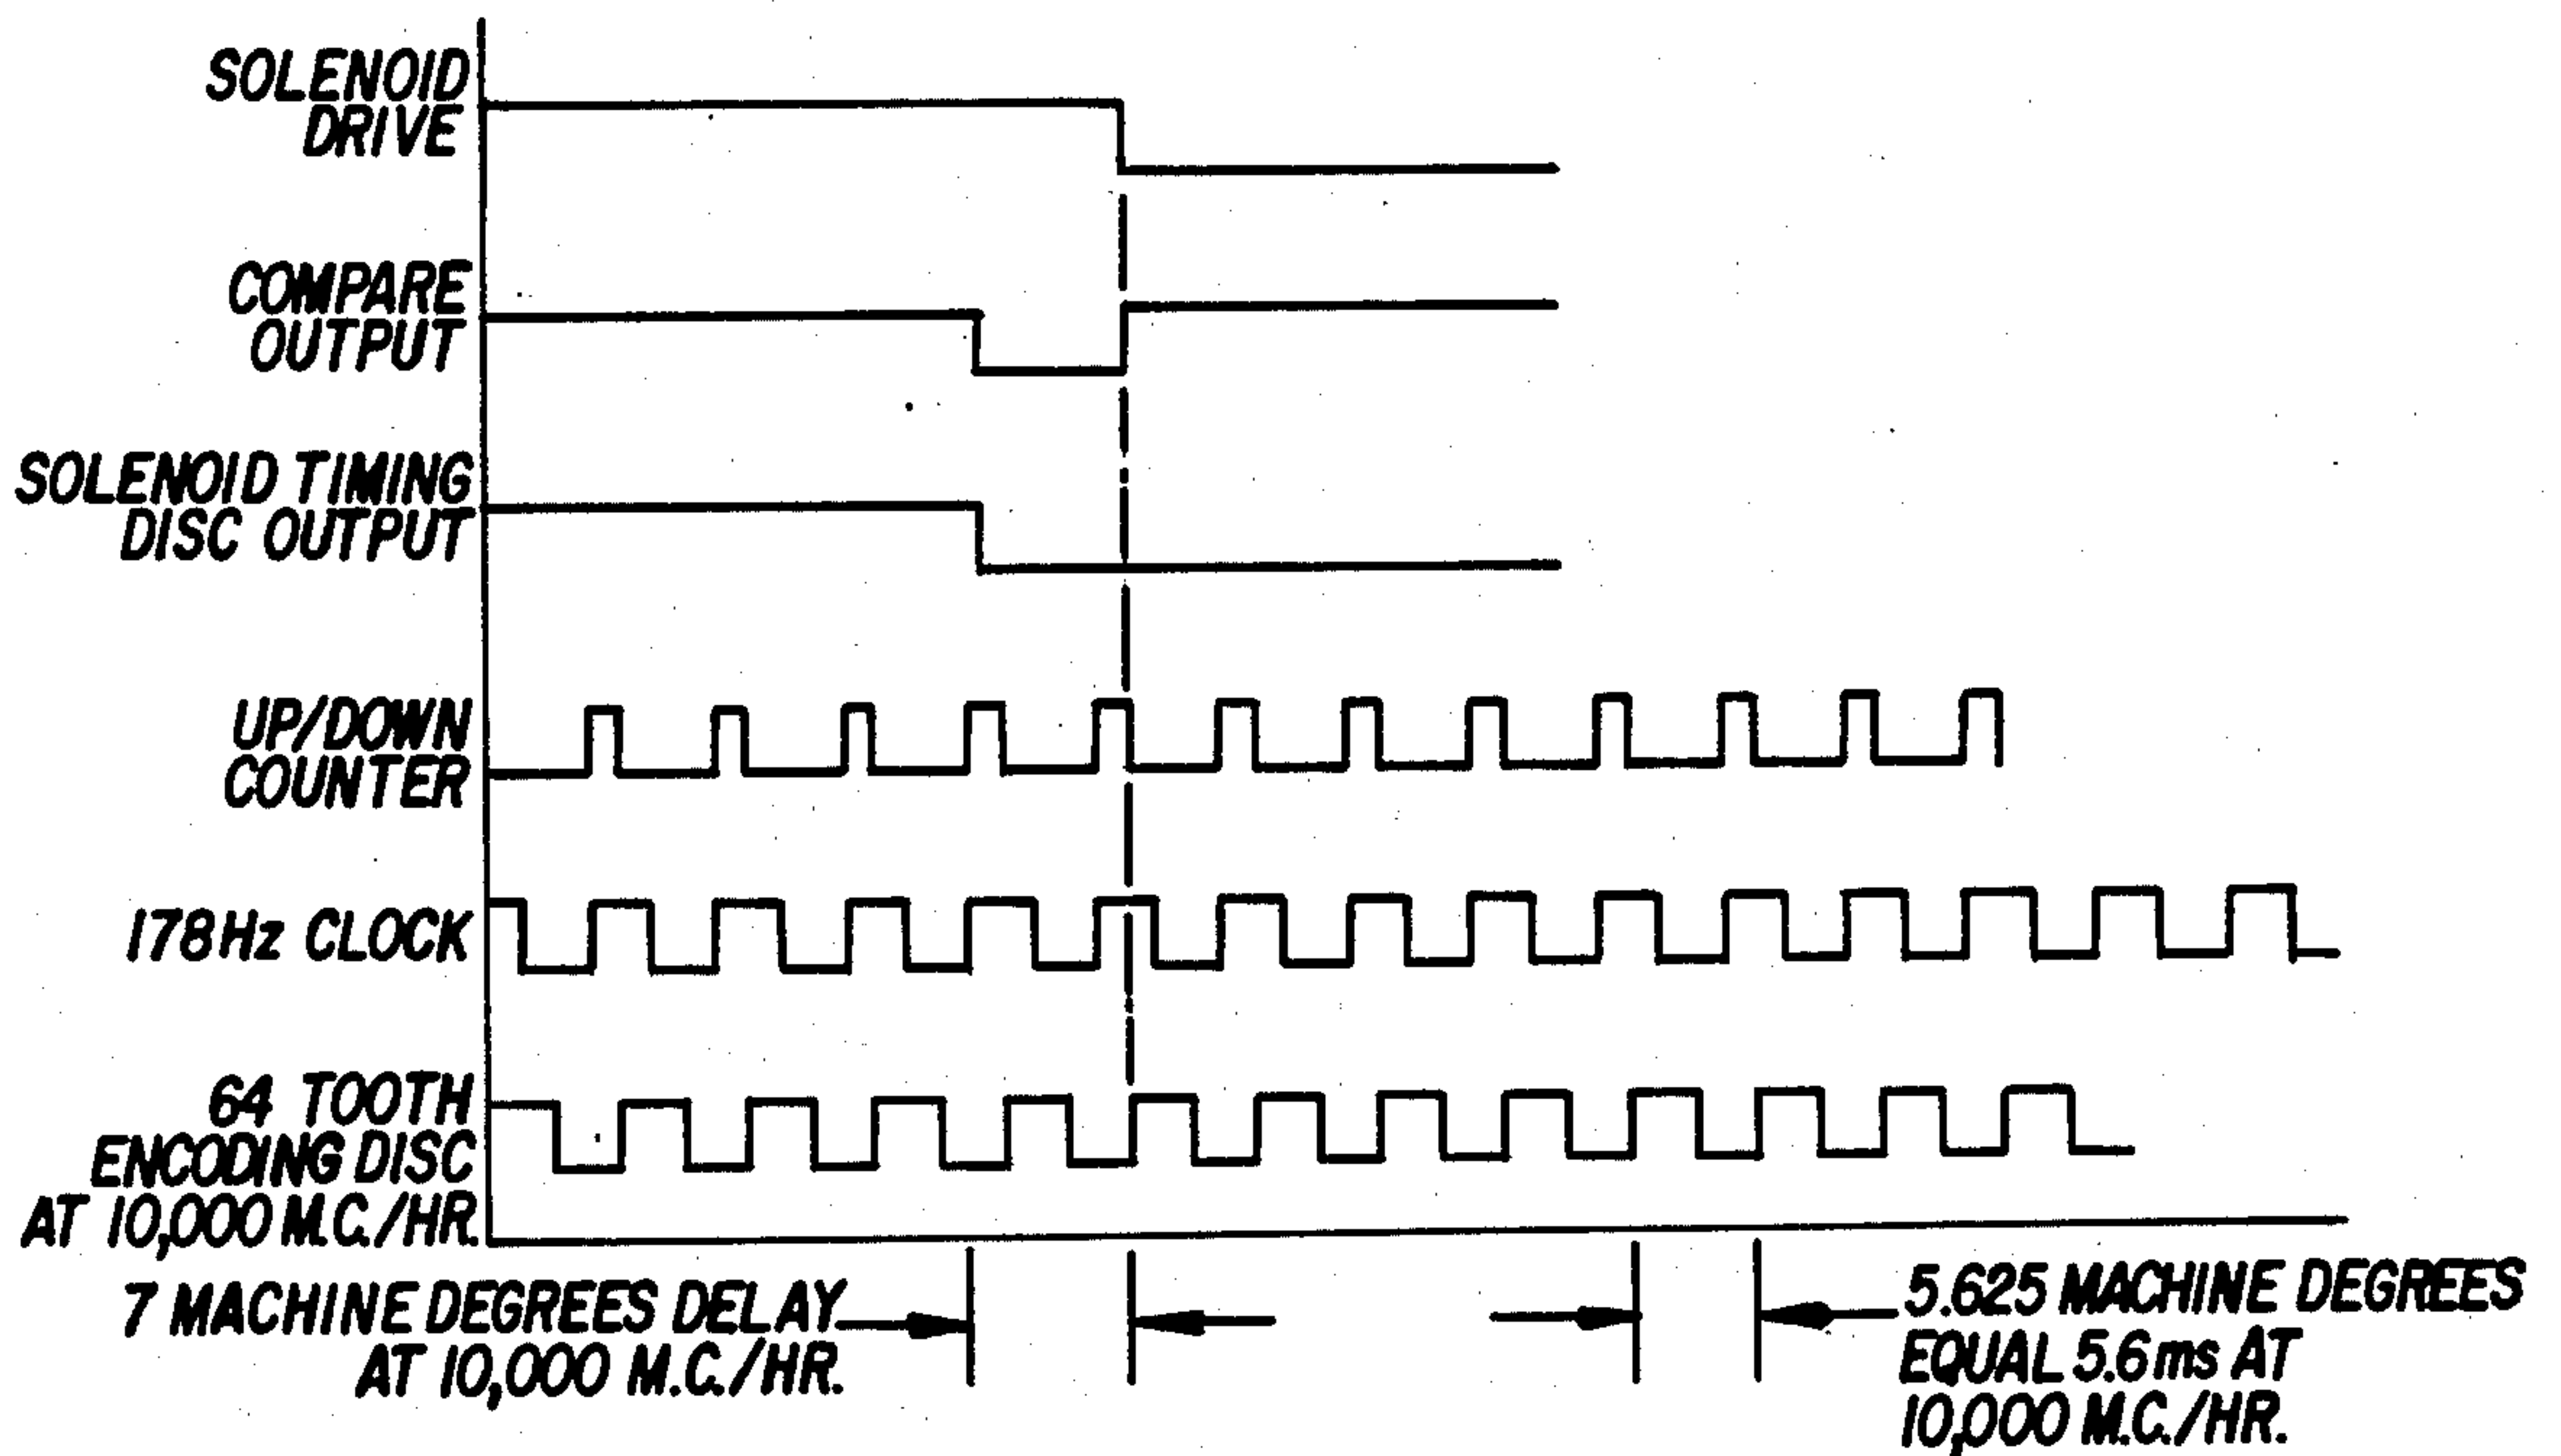 SOLENOID
DRIVE
COMPARE
OUTPUT
SOLENOID TIMING
DISC OUTPUT
UP/DOWN
COUNTER
178Hz CLOCK
64 TOOTH
ENCODING DISC
AT 10,000 M.C./HR.
7 MACHINE DEGREES DELAY
AT 10,000 M.C./HR.
5.625 MACHINE DEGREES
EQUAL 5.6ms AT
10,000 M.C./HR.